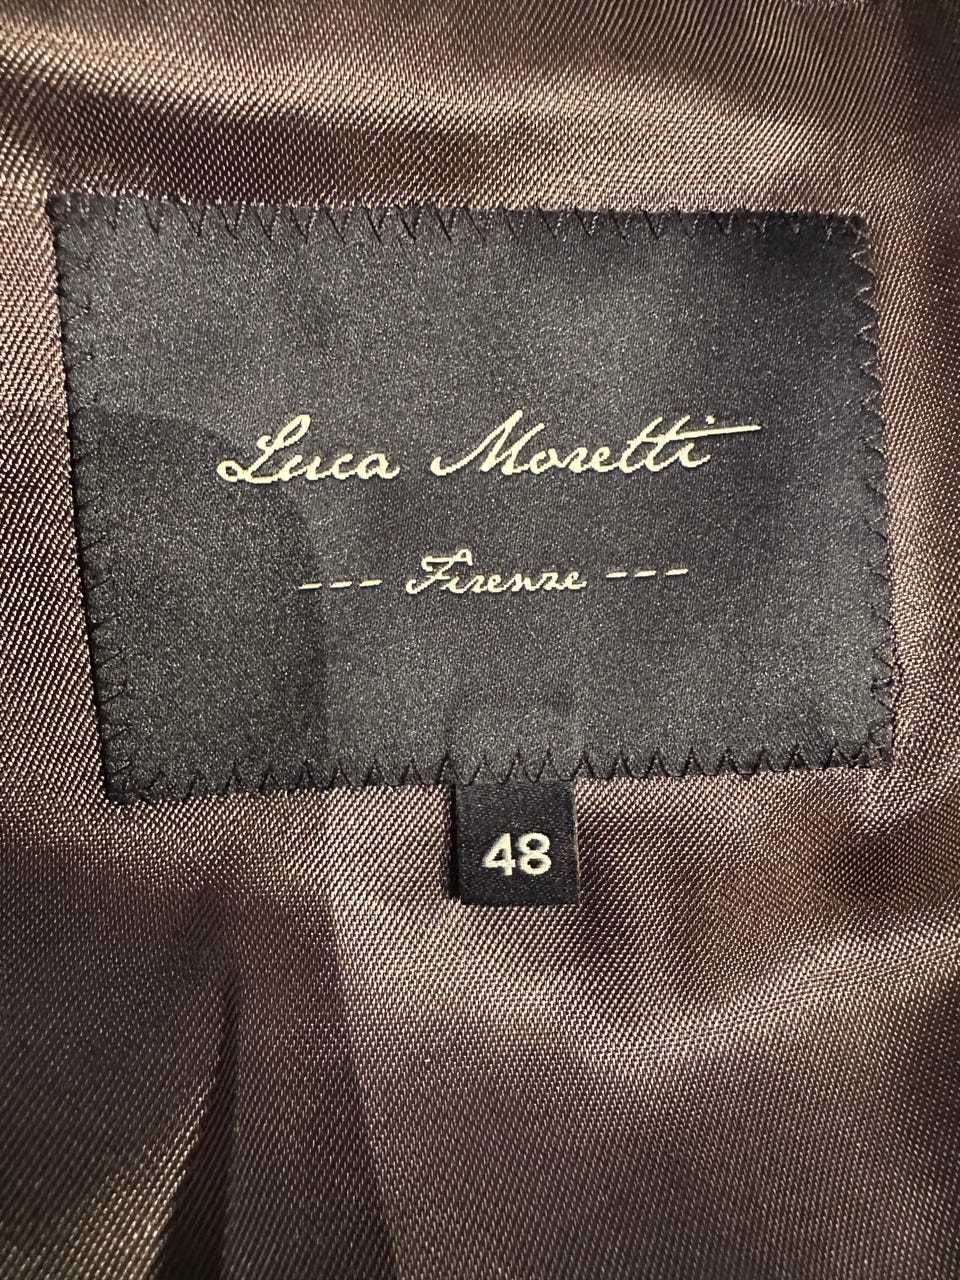 Luca Moretti
--- Firenze ---
48